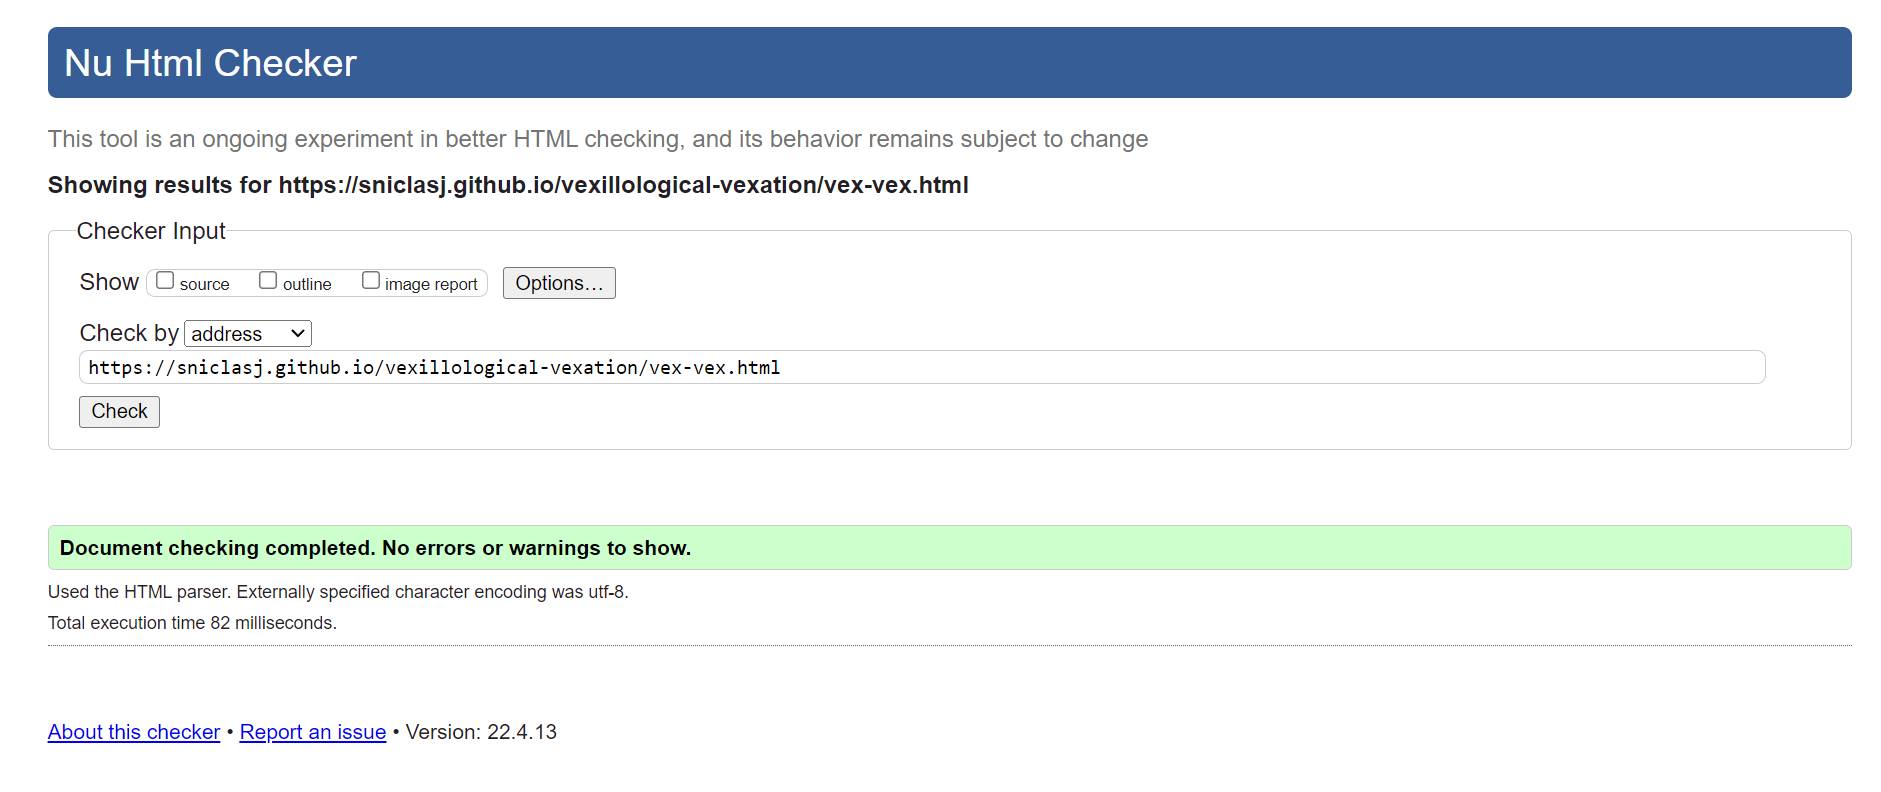 Nu Html Checker
This tool is an ongoing experiment in better HTML checking, and its behavior remains subject to change
Showing results for https://sniclasj.github.io/vexillological-vexation/vex-vex.html
Checker Input
Show source outline image report Options…
Check by address
https://sniclasj.github.io/vexillological-vexation/vex-vex.html
Check
Document checking completed. No errors or warnings to show.
Used the HTML parser. Externally specified character encoding was utf-8.
Total execution time 82 milliseconds.
About this checker • Report an issue • Version: 22.4.13